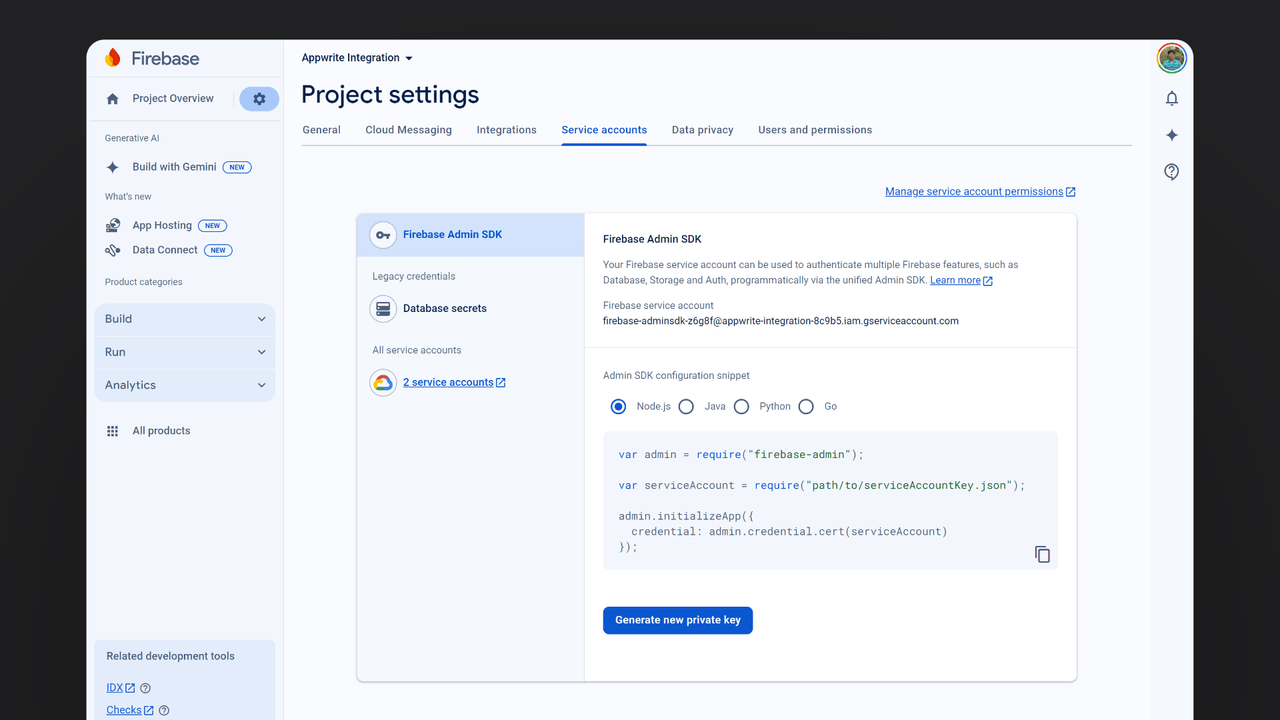 Firebase
Project Overview
Generative AI
Build with Gemini NEW
What's new
App Hosting NEW
Data Connect NEW
Product categories
Build
Run
Analytics
All products
Related development tools
IDX
Checks
Appwrite Integration
Project settings
General Cloud Messaging Integrations Service accounts Data privacy Users and permissions
Manage service account permissions
Firebase Admin SDK
Legacy credentials
Database secrets
All service accounts
2 service accounts
Firebase Admin SDK
Your Firebase service account can be used to authenticate multiple Firebase features, such as
Database, Storage and Auth, programmatically via the unified Admin SDK. Learn more
Firebase service account
firebase-adminsdk-z6g8f@appwrite-integration-8c9b5.iam.gserviceaccount.com
Admin SDK configuration snippet
Node.js Java Python Go
var admin = require("firebase-admin");
var serviceAccount = require("path/to/serviceAccountKey.json");
admin.initializeApp({
credential: admin.credential.cert(serviceAccount)
});
Generate new private key